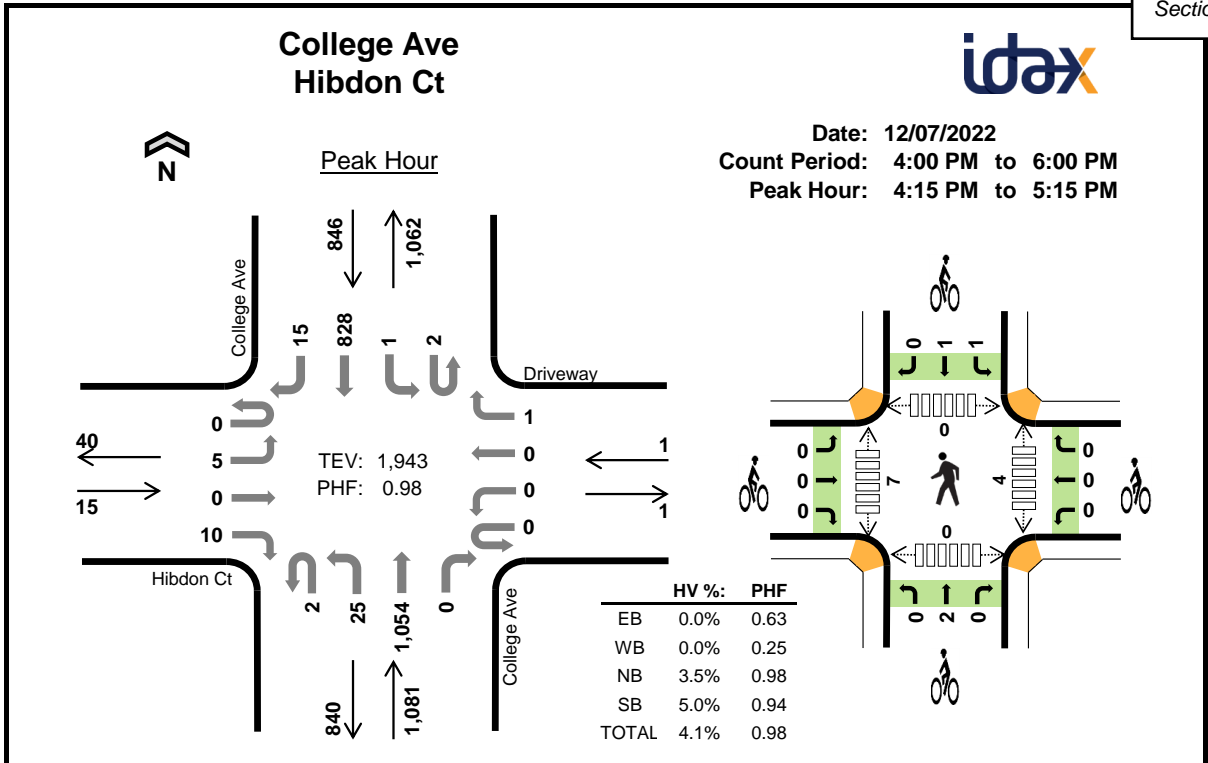 Sectio
College Ave
Hibdon Ct
idax
N
Peak Hour
Date: 12/07/2022
Count Period: 4:00 PM to 6:00 PM
Peak Hour: 4:15 PM to 5:15 PM
846
1,062
College Ave
15
828
1
2
Driveway
0
5
0
10
40
15
TEV: 1,943
PHF: 0.98
1
0
0
0
1
1
Hibdon Ct
2
25
1,054
0
College Ave
840
1,081
0
1
1
0
0
0
0
7
4
0
0
0
0
0
2
0
HV %: PHF
EB 0.0% 0.63
WB 0.0% 0.25
NB 3.5% 0.98
SB 5.0% 0.94
TOTAL 4.1% 0.98